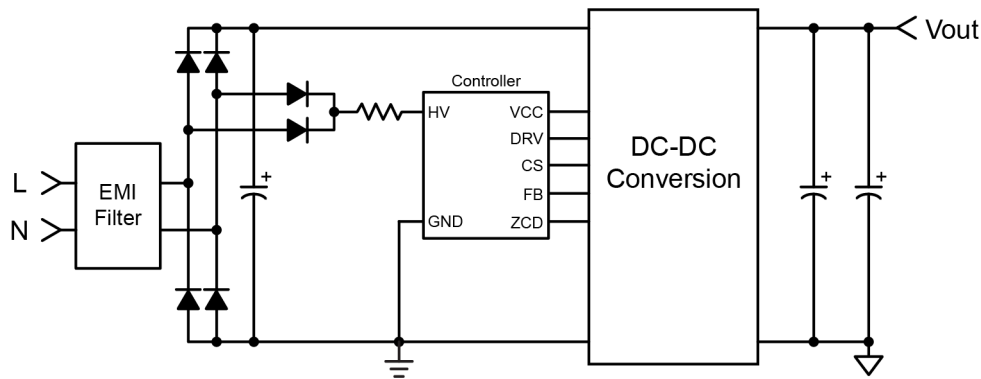 L
N
EMI
Filter
+
Controller
HV
GND
VCC
DRV
CS
FB
ZCD
DC-DC
Conversion
+
+
Vout